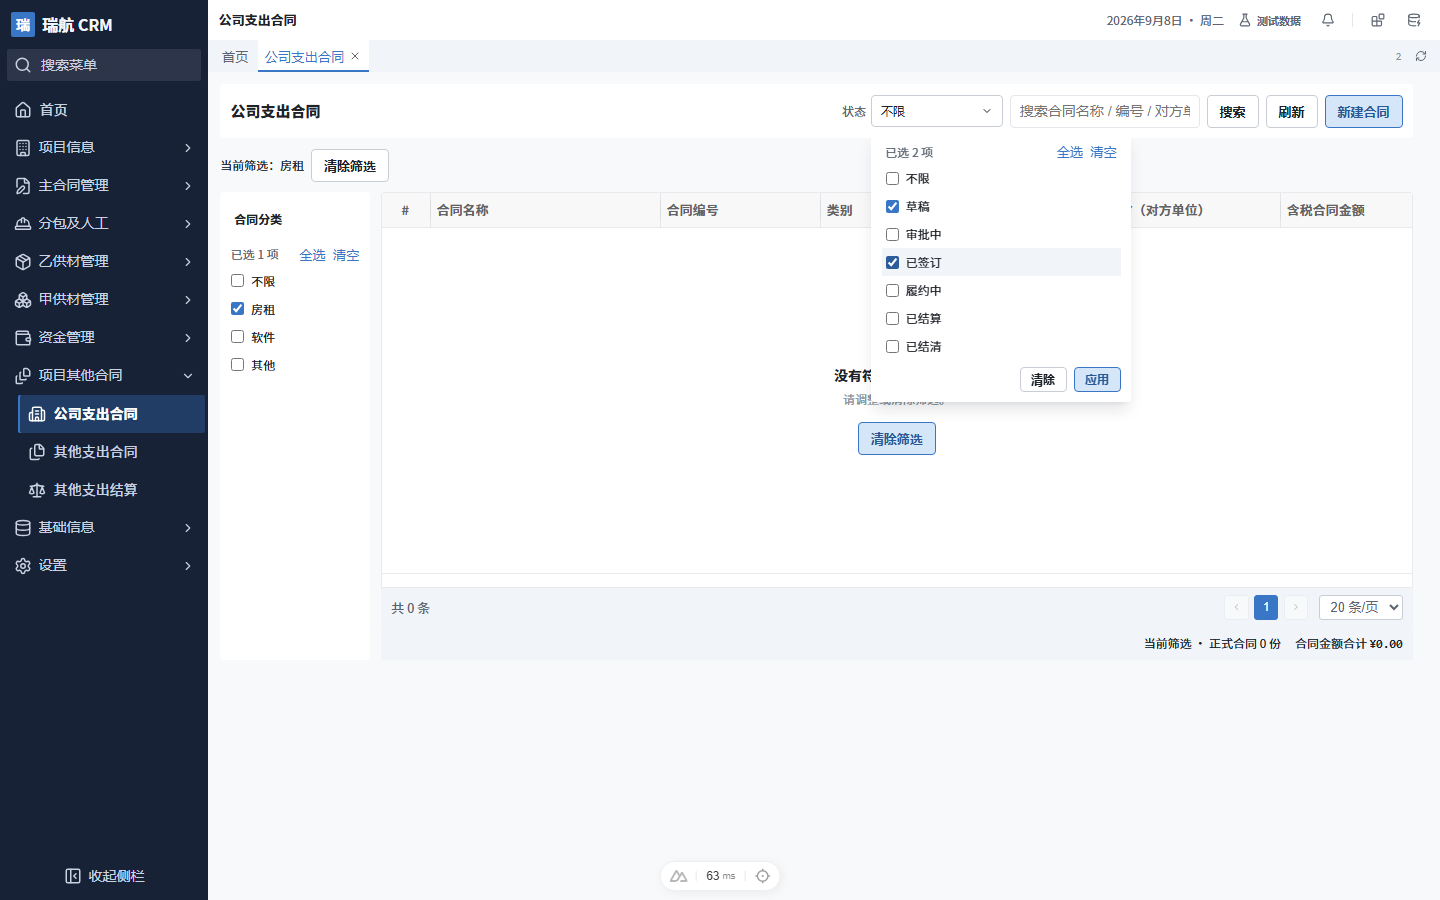 瑞 瑞航 CRM
搜索菜单
首页
项目信息
主合同管理
分包及人工
乙供材管理
甲供材管理
资金管理
项目其他合同
公司支出合同
其他支出合同
其他支出结算
基础信息
设置
收起侧栏
公司支出合同
2026年9月8日 • 周二 测试数据
首页 公司支出合同
2
公司支出合同
状态 不限 搜索合同名称 / 编号 / 对方单 搜索 刷新 新建合同
当前筛选：房租 清除筛选
合同分类
已选 1 项 全选 清空
不限
房租
软件
其他
# 合同名称 合同编号 类别 （对方单位） 含税合同金额
已选 2 项 全选 清空
不限
草稿
审批中
已签订
履约中
已结算
已结清
清除 应用
没有符
请调整或清除筛选。
清除筛选
共 0 条
1 20 条/页
当前筛选 • 正式合同 0 份 合同金额合计 ¥0.00
63 ms